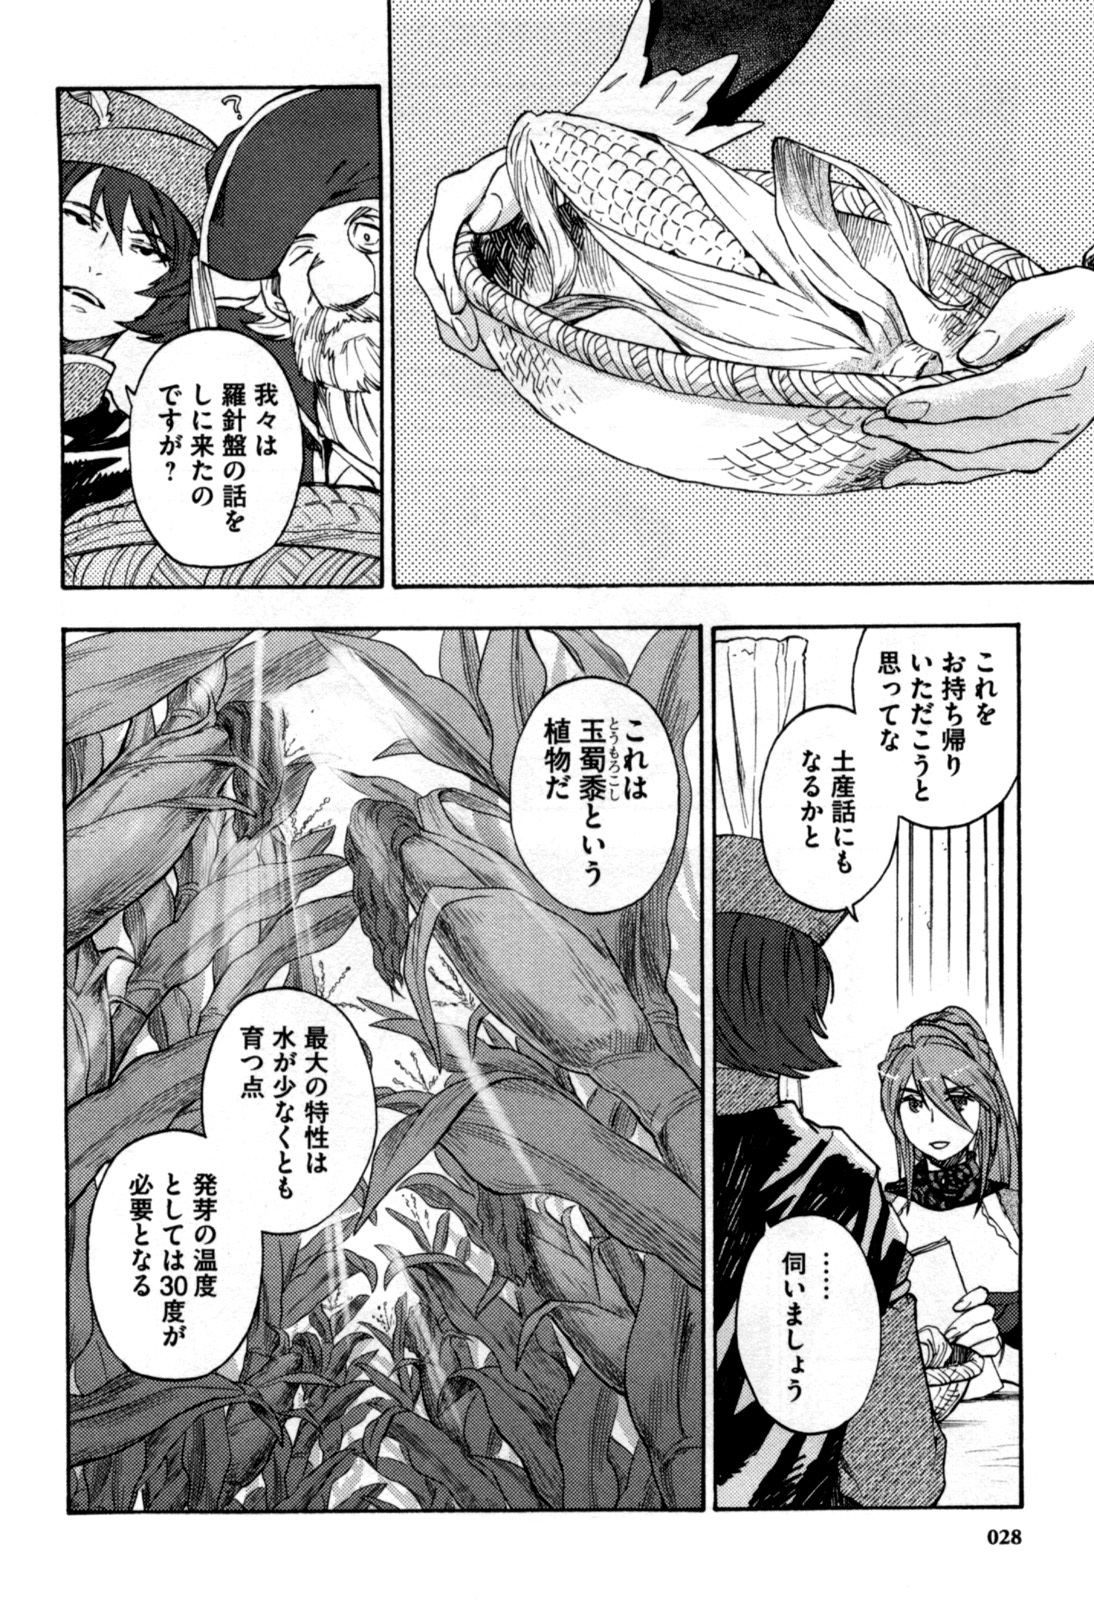 ?
我々は
羅針盤の話を
しに来たの
ですが？
これを
お持ち帰り
いただこうと
思ってな
土産話にも
なるかと
……
伺いましょう
これは
玉蜀黍という
とうもろこし
植物だ
最大の特性は
水が少なくとも
育つ点
発芽の温度
としては30度が
必要となる
028